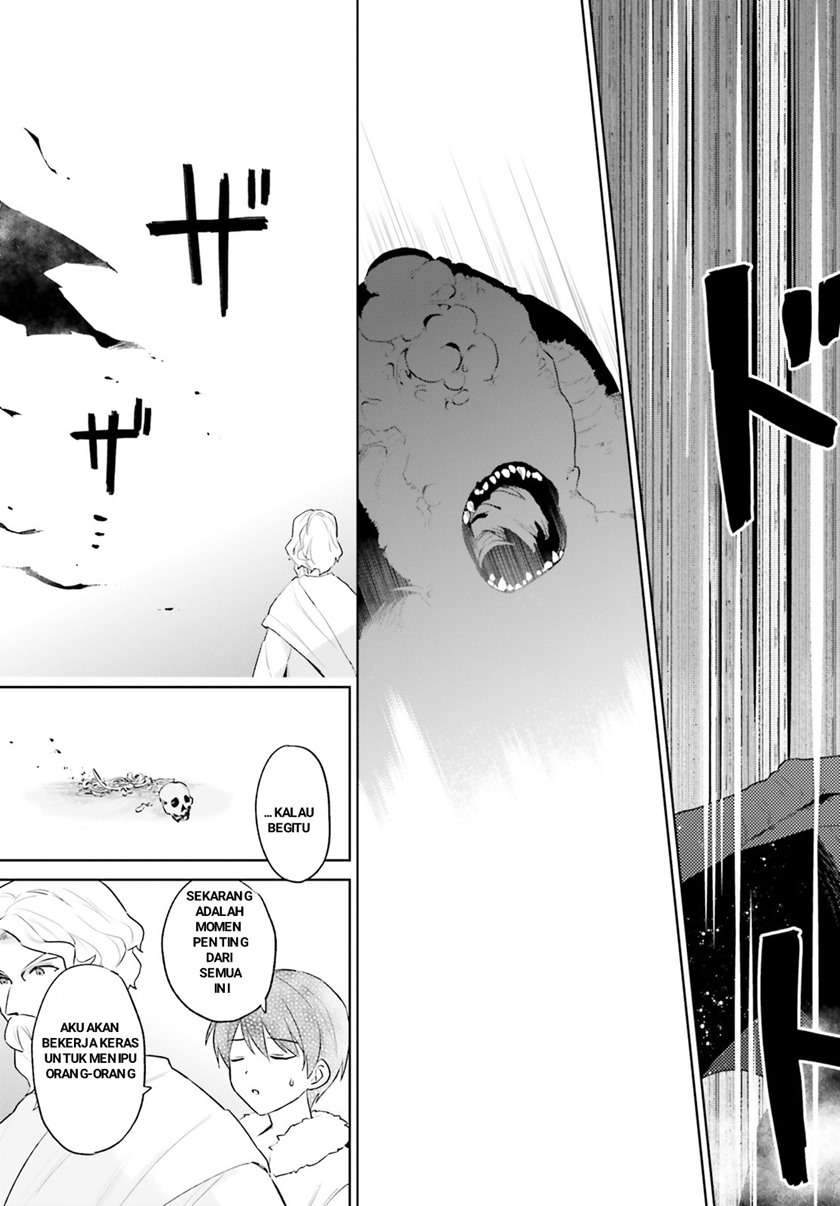 ド
ド
ザ
ザ
... KALAU
BEGITU
SEKARANG
ADALAH
MOMEN
PENTING
DARI
SEMUA
INI
AKU AKAN
BEKERJA KERAS
UNTUK MENIPU
ORANG-ORANG